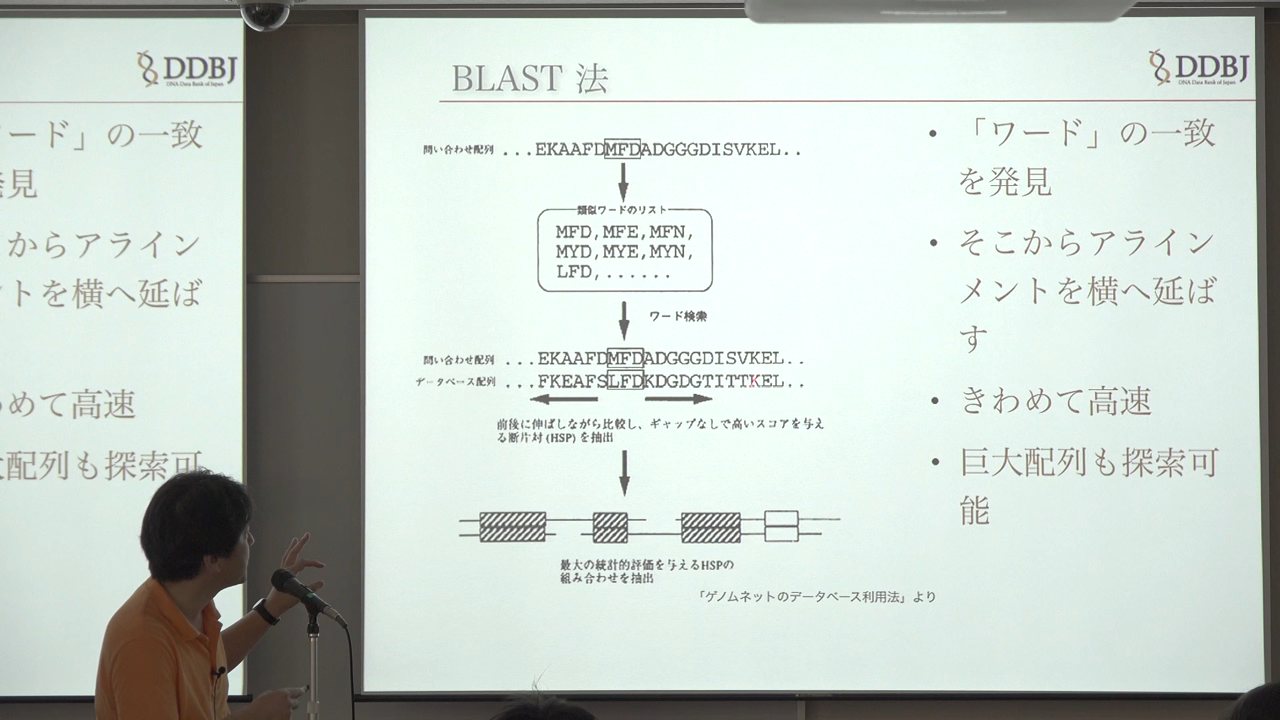 DDBJ
DNA Data Bank of Japan
ード」の一致
見
からアライン
トを横へ延ば
めて高速
配列も探索可
BLAST 法
DDBJ
DNA Data Bank of Japan
問い合わせ配列 ...EKAAFDMFDADGGGDISVKEL..
類似ワードのリスト
MFD,MFE,MFN,
MYD,MYE,MYN,
LFD,......
ワード検索
問い合わせ配列 ...EKAAFDMFDADGGGDISVKEL..
データベース配列 ...FKEAFSLFDKDGDGTITTKEL..
前後に伸ばしながら比較し、ギャップなしで高いスコアを与え
る断片対(HSP)を抽出
最大の統計的評価を与えるHSPの
組み合わせを抽出
「ゲノムネットのデータベース利用法」より
• 「ワード」の一致
を発見
• そこからアライン
メントを横へ延ば
す
• きわめて高速
• 巨大配列も探索可
能